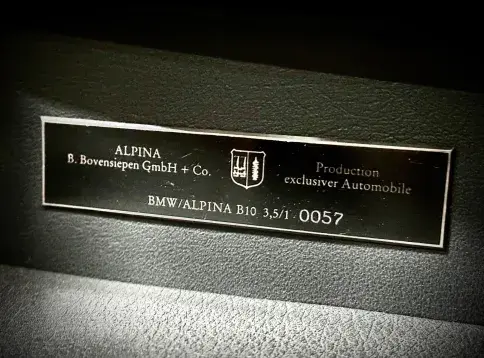 ALPINA
B. Bovensiepen GmbH + Co.
Production
exclusiver Automobile
BMW/ALPINA B10 3,5/1 0057